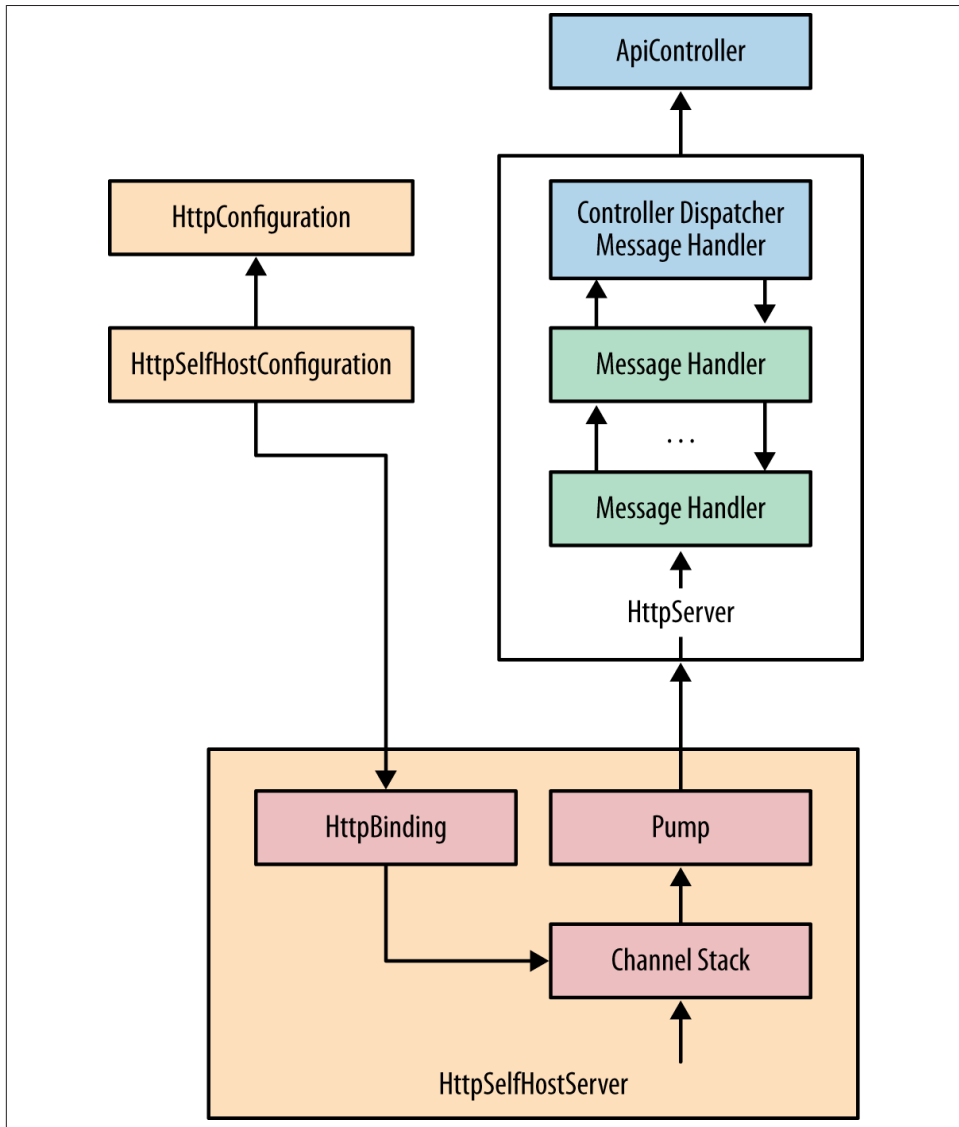 ApiController
HttpConfiguration
Controller Dispatcher
Message Handler
HttpSelfHostConfiguration
Message Handler
...
Message Handler
HttpServer
HttpBinding
Pump
Channel Stack
HttpSelfHostServer